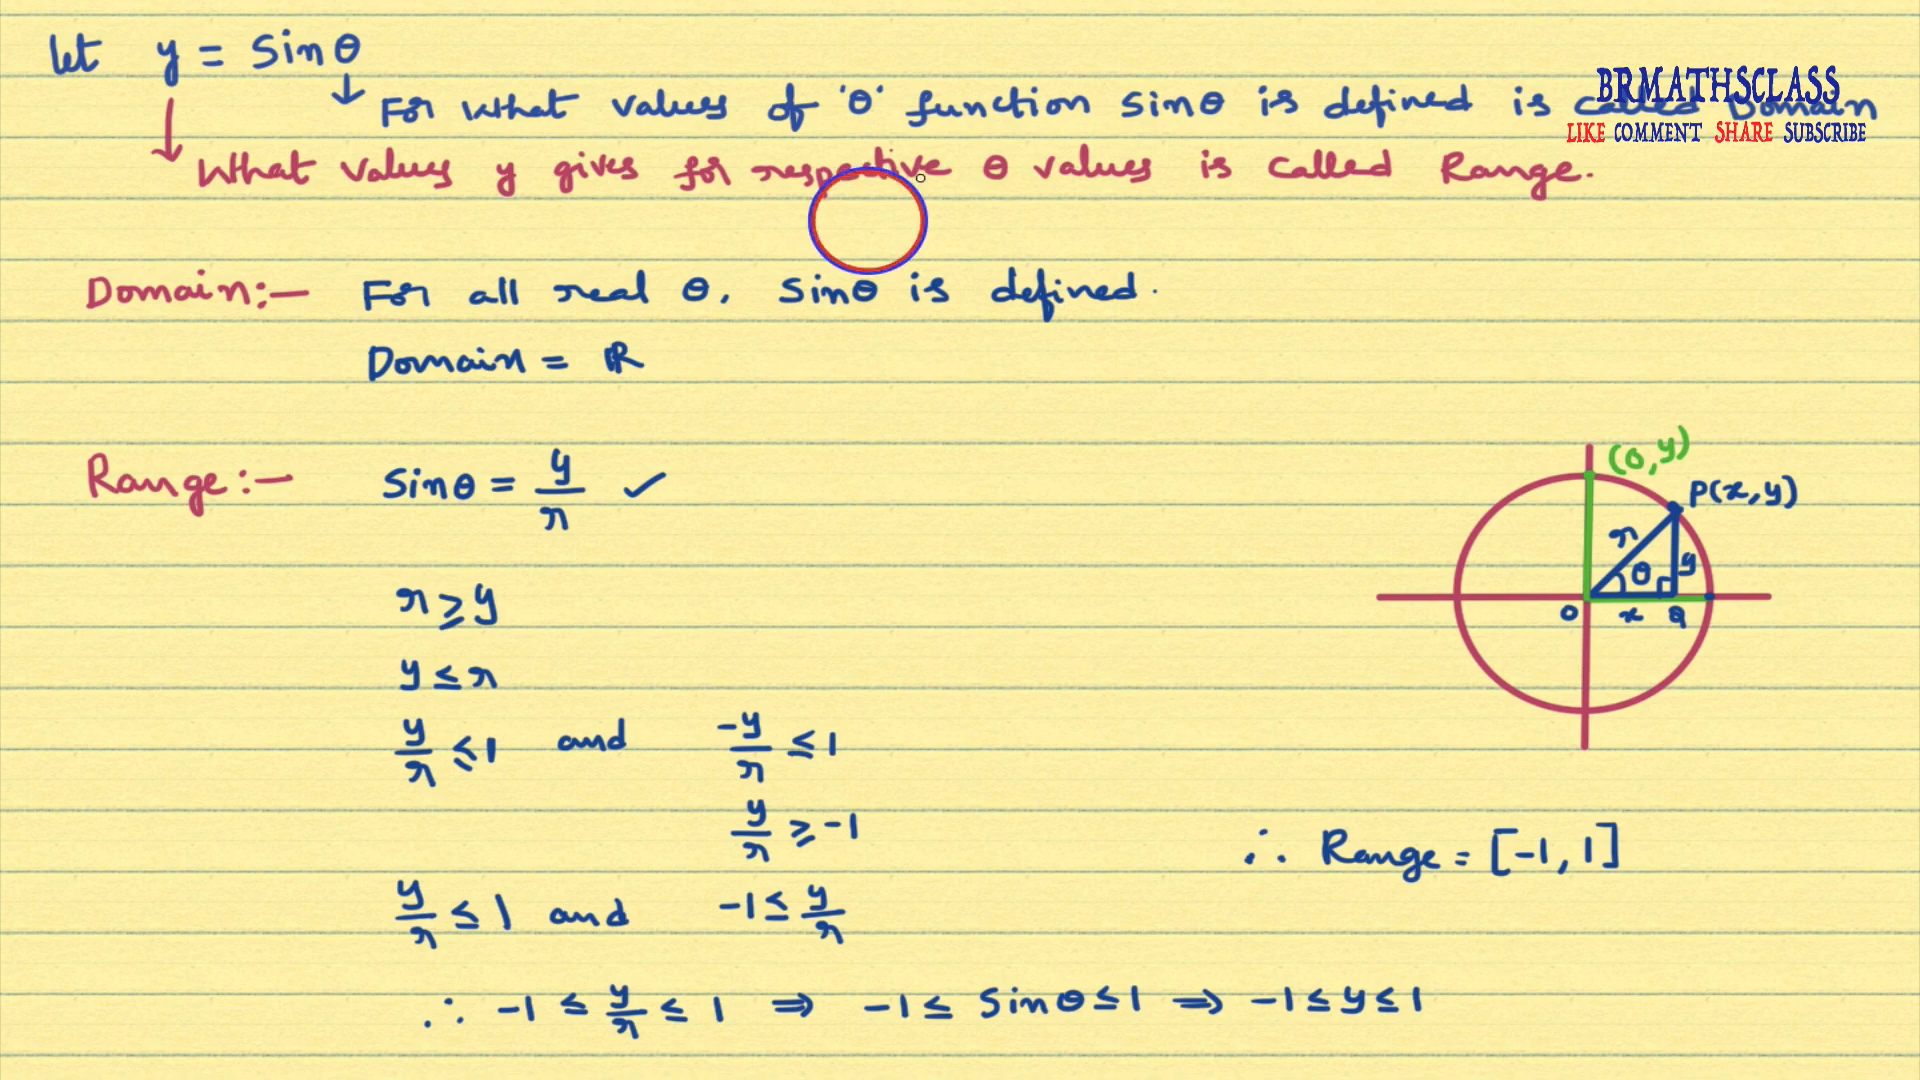 Let y = Sinθ
↓ For what values of 'θ' function sinθ is defined is called Domain
BRMATHSCLASS
LIKE COMMENT SHARE SUBSCRIBE
What values y gives for respective θ values is called Range.
Domain:- For all real θ, sinθ is defined.
Domain = R
Range:- Sinθ = y/r ✓
(0,y)
P(x,y)
r
θ
y
O x Q
r ≥ y
y ≤ r
y/r ≤ 1 and -y/r ≤ 1
y/r ≥ -1
∴ Range = [-1, 1]
y/r ≤ 1 and -1 ≤ y/r
∴ -1 ≤ y/r ≤ 1 ⇒ -1 ≤ Sinθ ≤ 1 ⇒ -1 ≤ y ≤ 1